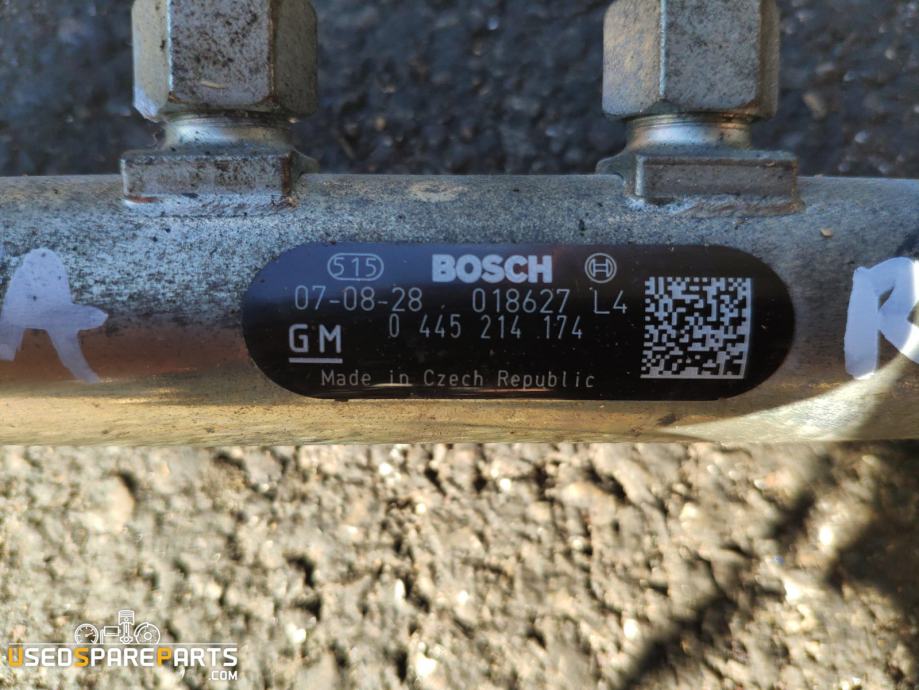 515 BOSCH
07-08-28 018627 L4
GM 0 445 214 174
Made in Czech Republic
A
R
USEDSPAREPARTS
.COM